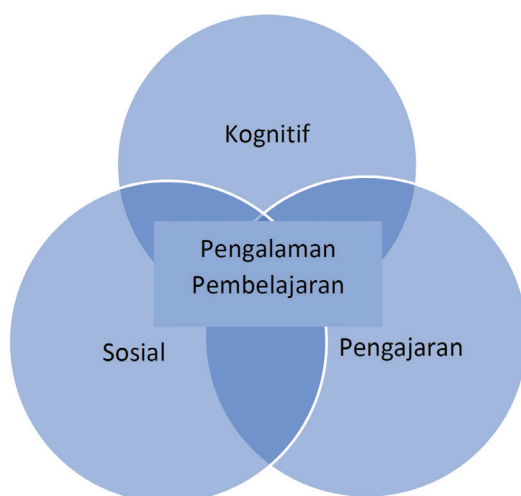 Kognitif
Pengalaman
Pembelajaran
Sosial
Pengajaran